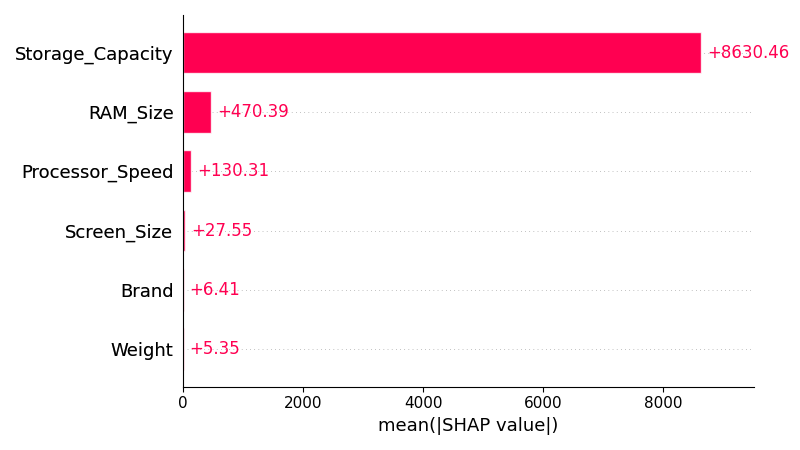 Storage_Capacity +8630.46
RAM_Size +470.39
Processor_Speed +130.31
Screen_Size +27.55
Brand +6.41
Weight +5.35
0 2000 4000 6000 8000
mean(|SHAP value|)